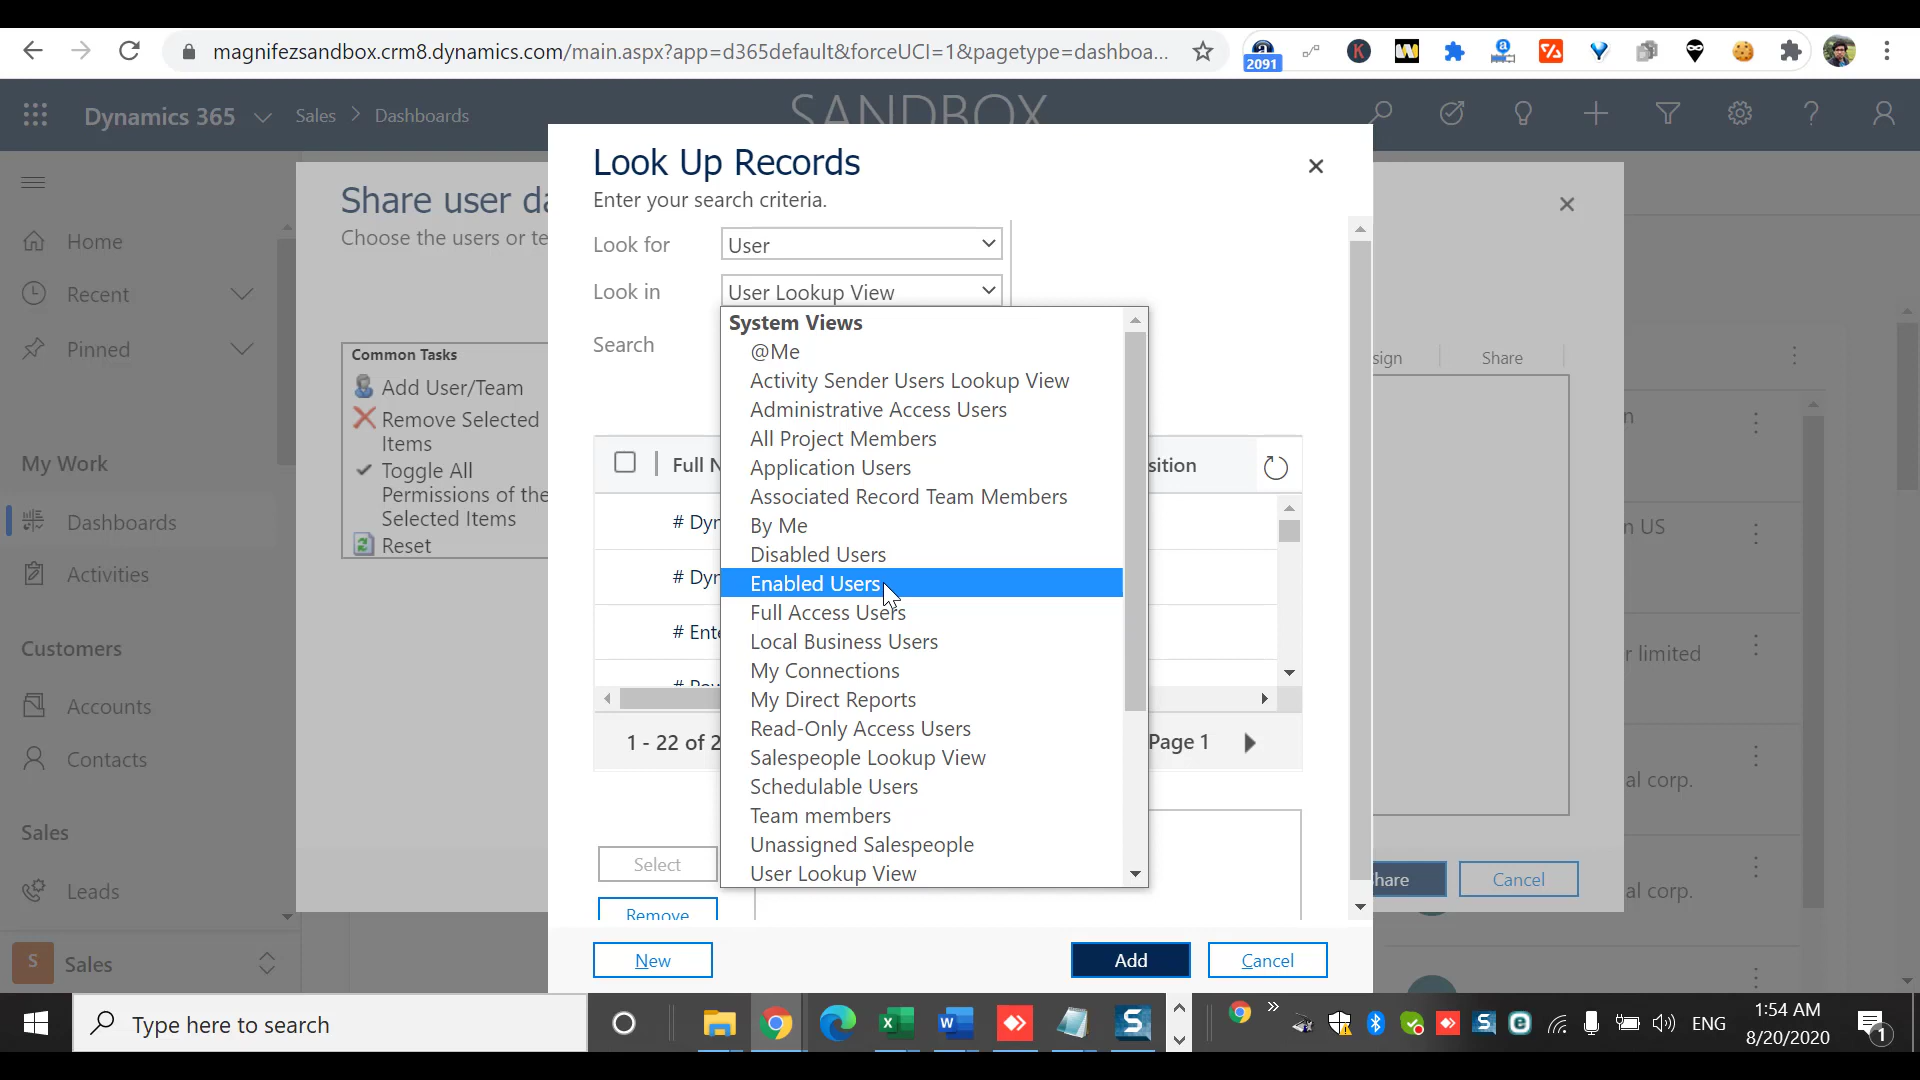 magnifezsandbox.crm8.dynamics.com/main.aspx?app=d365default&forceUCI=1&pagetype=dashboa...
2091
Dynamics 365
Sales
Dashboards
SANDBOX
Look Up Records
Enter your search criteria.
Share user da
Choose the users or te
Look for
User
Look in
User Lookup View
Search
System Views
@Me
Activity Sender Users Lookup View
Administrative Access Users
All Project Members
Application Users
Associated Record Team Members
By Me
Disabled Users
Enabled Users
Full Access Users
Local Business Users
My Connections
My Direct Reports
Read-Only Access Users
Salespeople Lookup View
Schedulable Users
Team members
Unassigned Salespeople
User Lookup View
Home
Recent
Pinned
My Work
Dashboards
Activities
Customers
Accounts
Contacts
Sales
Leads
S
Sales
Common Tasks
Add User/Team
Remove Selected
Items
Toggle All
Permissions of the
Selected Items
Reset
Full N
sition
# Dyn
# Dyr
# Ente
1 - 22 of 2
Page 1
Select
Remove
New
Add
Cancel
sign
Share
hare
Cancel
n
n US
r limited
al corp.
al corp.
Type here to search
ENG
1:54 AM
8/20/2020
1